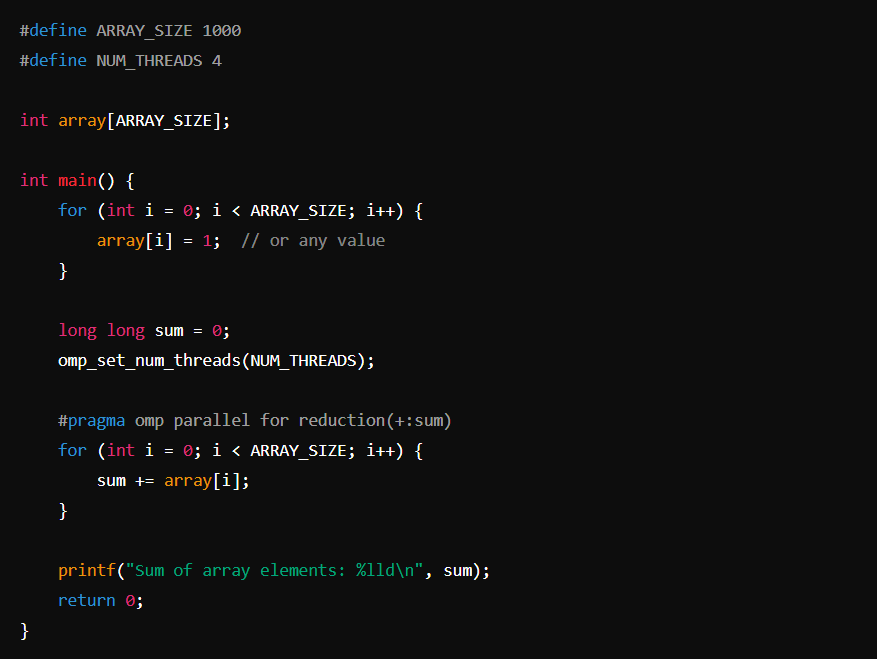 #define ARRAY_SIZE 1000
#define NUM_THREADS 4
int array[ARRAY_SIZE];
int main() {
for (int i = 0; i < ARRAY_SIZE; i++) {
array[i] = 1;  // or any value
}
long long sum = 0;
omp_set_num_threads(NUM_THREADS);
#pragma omp parallel for reduction(+:sum)
for (int i = 0; i < ARRAY_SIZE; i++) {
sum += array[i];
}
printf("Sum of array elements: %lld\n", sum);
return 0;
}